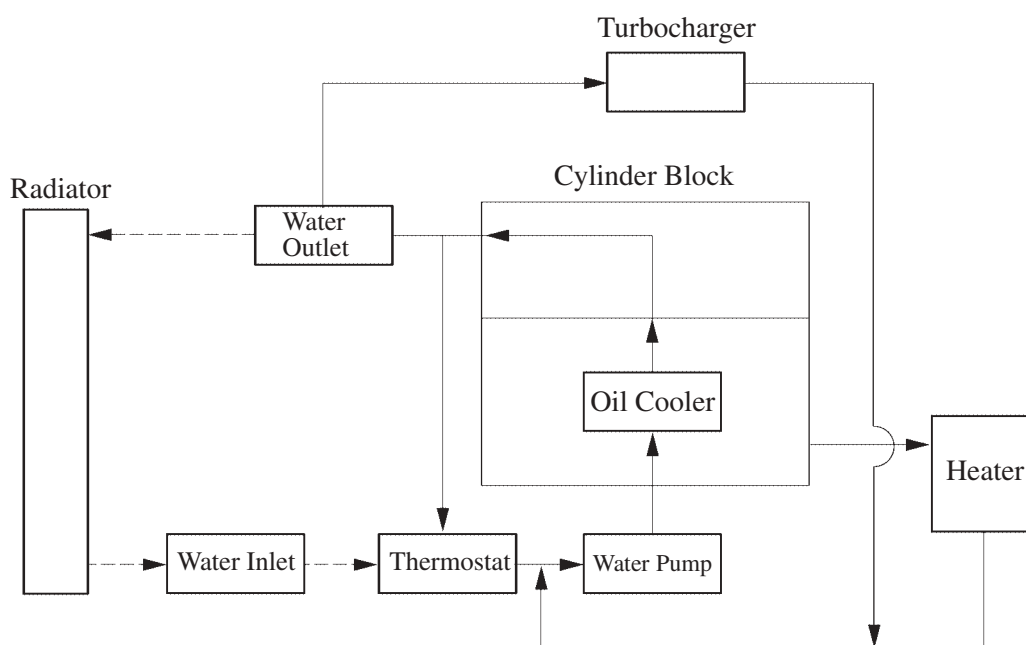 Turbocharger
Cylinder Block
Radiator
Water
Outlet
Oil Cooler
Heater
Water Inlet
Thermostat
Water Pump